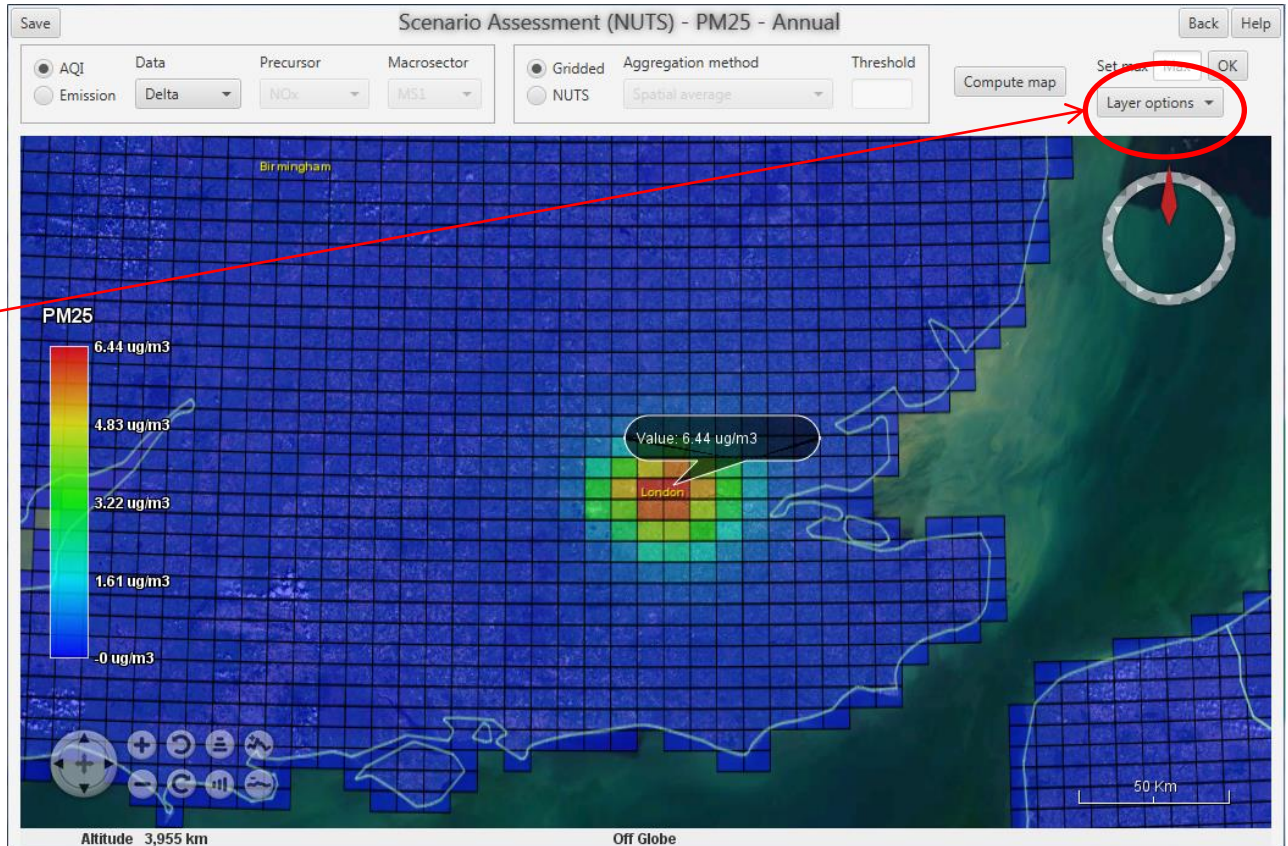 Save
Scenario Assessment (NUTS) - PM25 - Annual
Back
Help
AQI
Emission
Data
Delta
Precursor
NOx
Macrosector
MS1
Gridded
NUTS
Aggregation method
Spatial average
Threshold
Compute map
Set max
Max
OK
Layer options
Birmingham
PM25
6.44 ug/m3
4.83 ug/m3
3.22 ug/m3
1.61 ug/m3
-0 ug/m3
Value: 6.44 ug/m3
London
50 Km
Altitude 3,955 km
Off Globe